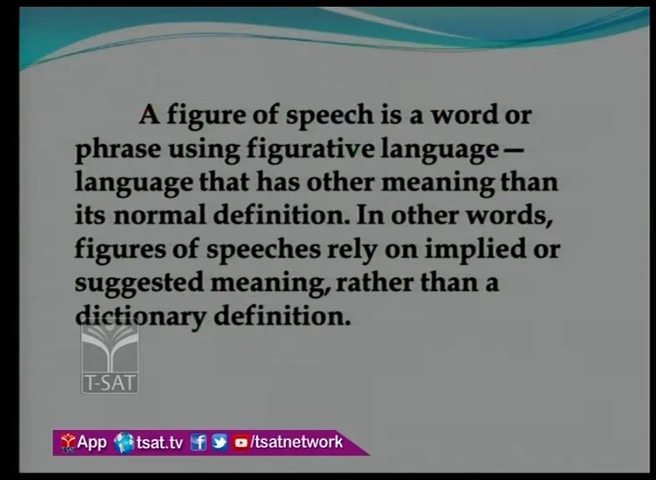 A figure of speech is a word or
phrase using figurative language—
language that has other meaning than
its normal definition. In other words,
figures of speeches rely on implied or
suggested meaning, rather than a
dictionary definition.
T-SAT
App tsat.tv /tsatnetwork